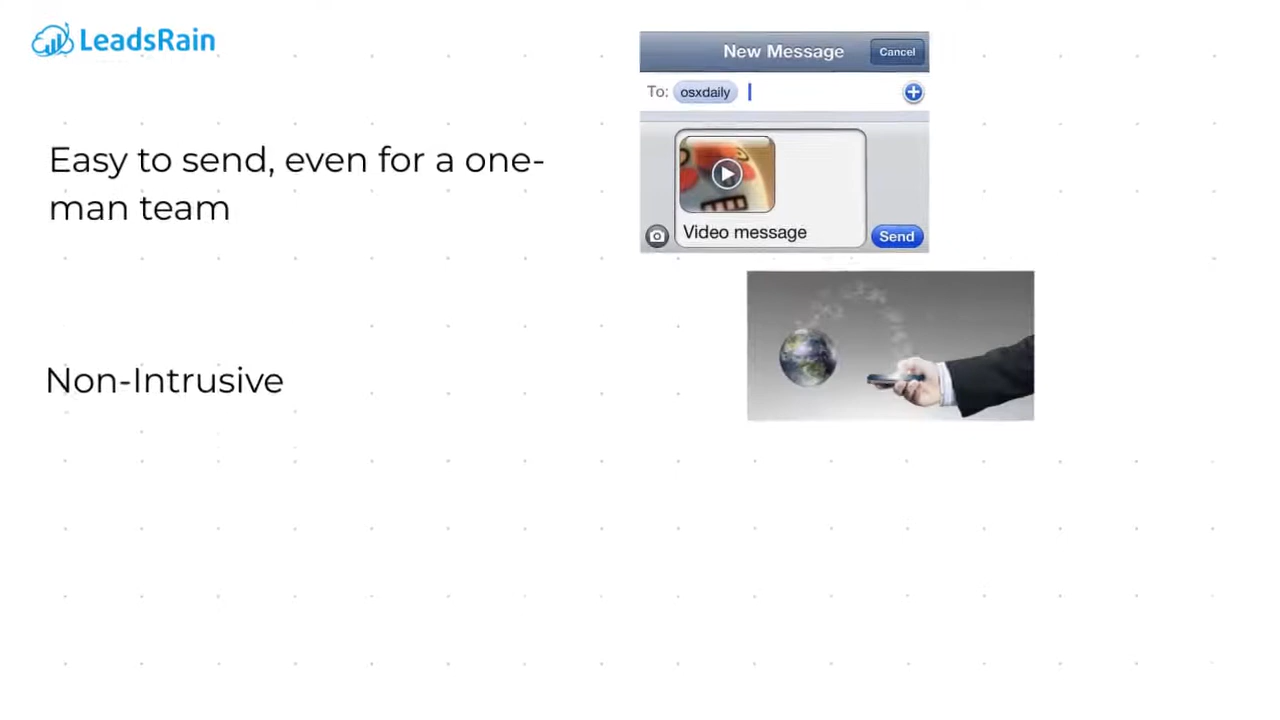 LeadsRain
New Message
Cancel
To: osxdaily
Easy to send, even for a one-
man team
Video message
Send
Non-Intrusive